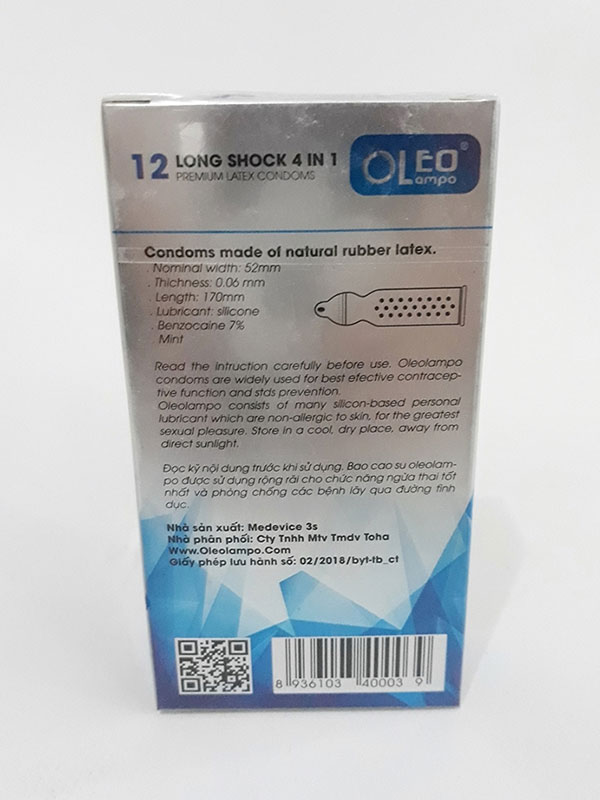 12 LONG SHOCK 4 IN 1
PREMIUM LATEX CONDOMS
OLEO®
Lampo
Condoms made of natural rubber latex.
. Nominal width: 52mm
. Thichness: 0.06 mm
. Length: 170mm
. Lubricant: silicone
. Benzocaine 7%
Mint
Read the intruction carefully before use. Oleolampo
condoms are widely used for best efective contracep-
tive function and stds prevention.
Oleolampo consists of many silicon-based personal
lubricant which are non-allergic to skin, for the greatest
sexual pleasure. Store in a cool, dry place, away from
direct sunlight.
Đọc kỹ nội dung trước khi sử dụng. Bao cao su oleolam-
po được sử dụng rộng rãi cho chức năng ngừa thai tốt
nhất và phòng chống các bệnh lây qua đường tình
dục.
Nhà sản xuất: Medevice 3s
Nhà phân phối: Cty Tnhh Mtv Tmdv Toha
Www.Oleolampo.Com
Giấy phép lưu hành số: 02/2018/byt-tb_ct
8 936103 40003 9